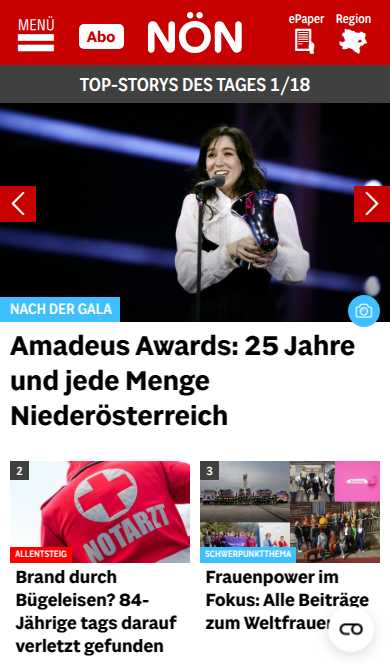 MENÜ
Abo
NÖN
ePaper
Region
TOP-STORYS DES TAGES 1/18
NACH DER GALA
Amadeus Awards: 25 Jahre
und jede Menge
Niederösterreich
2
NOTARZT
ALLENTSTEIG
Brand durch
Bügeleisen? 84-
Jährige tags darauf
verletzt gefunden
3
SCHWERPUNKTTHEMA
Frauenpower im
Fokus: Alle Beiträge
zum Weltfrauen